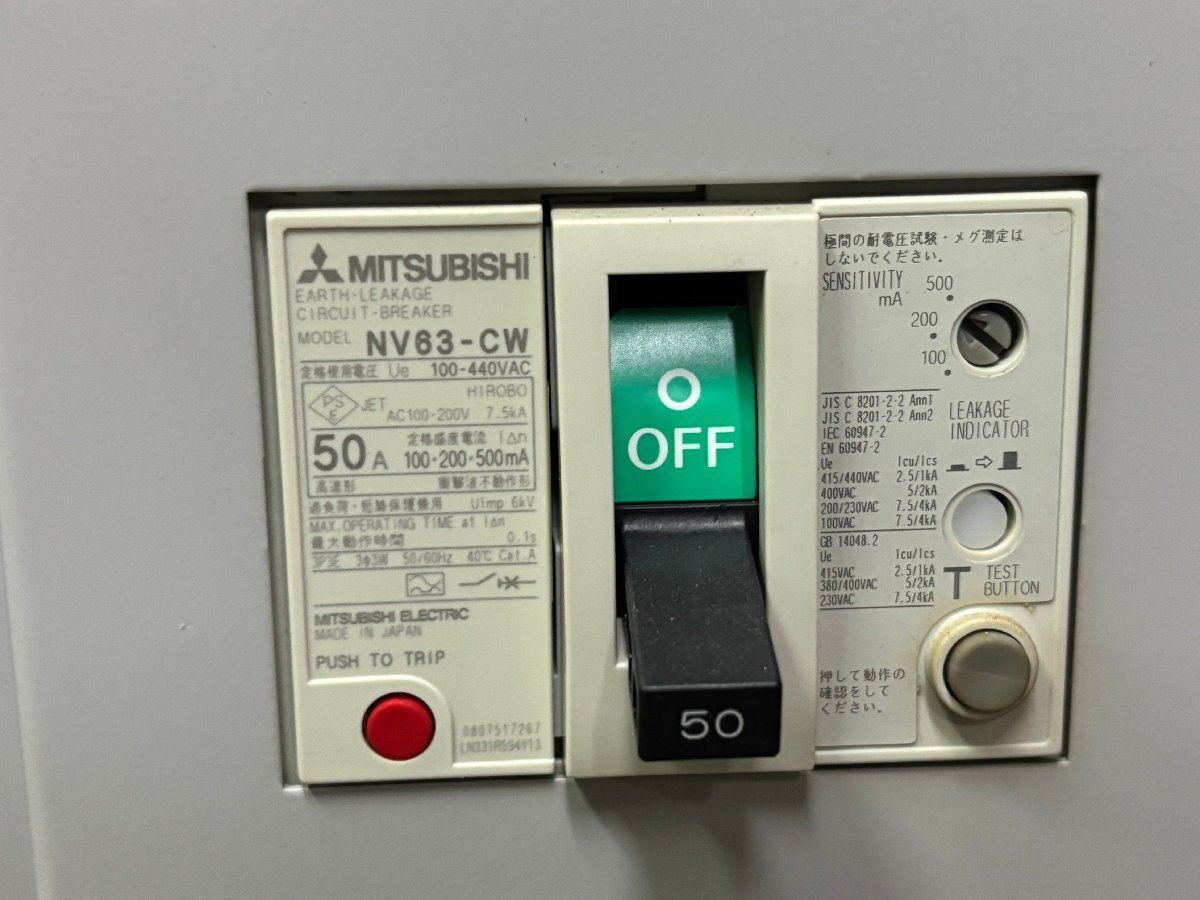 MITSUBISHI
EARTH-LEAKAGE
CIRCUIT-BREAKER
MODEL NV63-CW
定格使用電圧 Ue 100-440VAC
HIROBO
PS E JET AC100-200V 7.5kA
50 A 定格感度電流 I△n
100・200・500mA
高速形 衝撃波不動作形
過負荷・短絡保護兼用 Uimp 6kV
MAX.OPERATING TIME at I△n
最大動作時間 0.1s
3P3E 3φ3W 50/60Hz 40℃ Cat.A
MITSUBISHI ELECTRIC
MADE IN JAPAN
PUSH TO TRIP
0807517267
O
OFF
50
極間の耐電圧試験・メグ測定は
しないでください。
SENSITIVITY
mA
500
200
100
JIS C 8201-2-2 Ann1
JIS C 8201-2-2 Ann2
IEC 60947-2
EN 60947-2
Ue Icu/Ics
415/440VAC 2.5/1kA
400VAC 5/2kA
200/230VAC 7.5/4kA
100VAC 7.5/4kA
GB 14048.2
Ue Icu/Ics
415VAC 2.5/1kA
380/400VAC 5/2kA
230VAC 7.5/4kA
LEAKAGE
INDICATOR
T TEST
BUTTON
押して動作の
確認をして
ください。